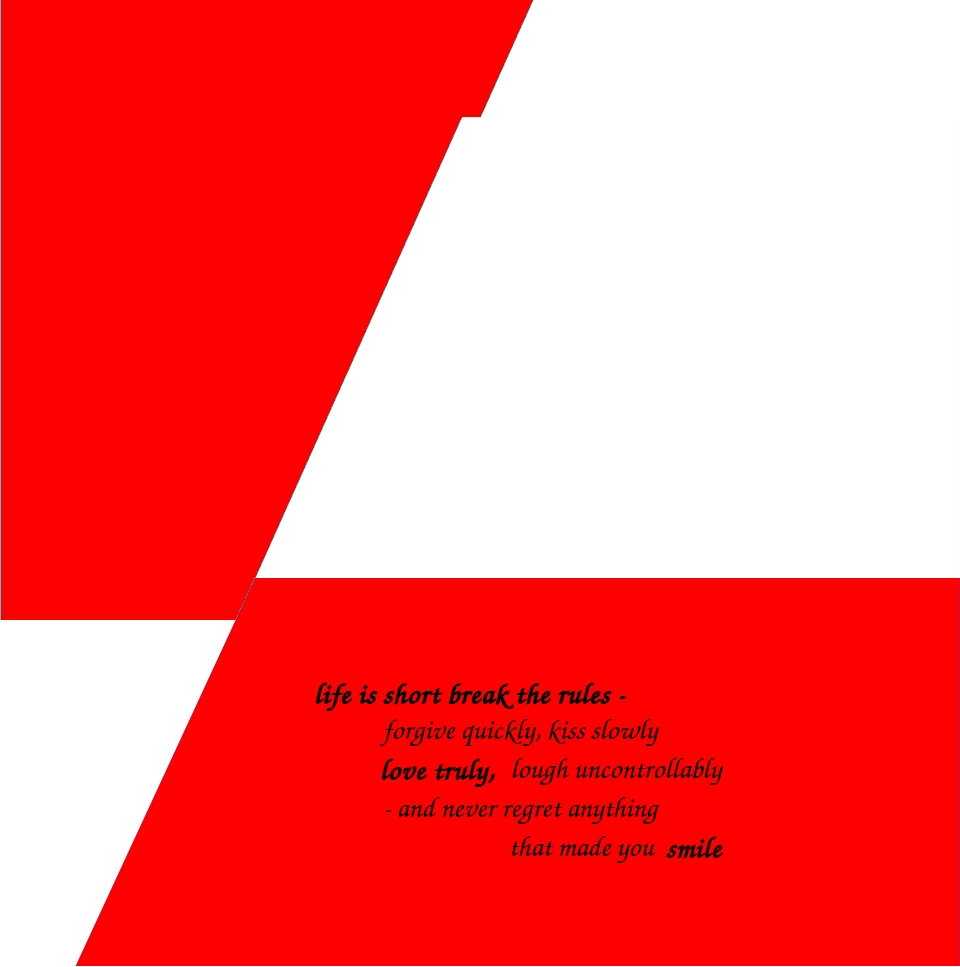 life is short break the rules -
forgive quickly, kiss slowly
love truly, lough uncontrollably
- and never regret anything
that made you smile